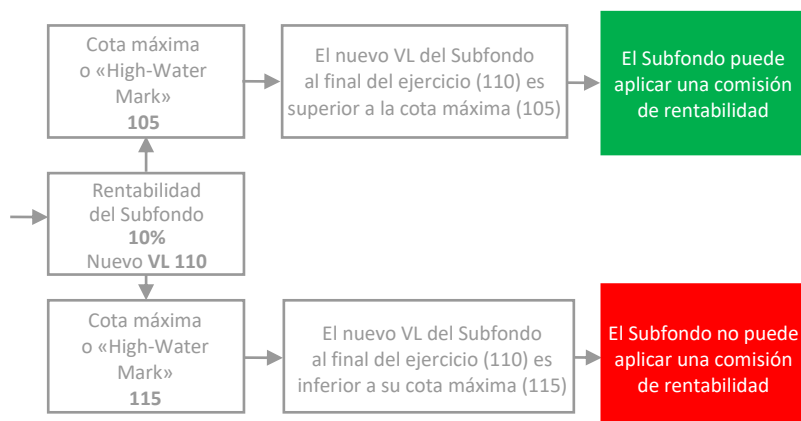 Cota máxima
o «High-Water
Mark»
105
El nuevo VL del Subfondo
al final del ejercicio (110) es
superior a la cota máxima (105)
El Subfondo puede
aplicar una comisión
de rentabilidad
Rentabilidad
del Subfondo
10%
Nuevo VL 110
Cota máxima
o «High-Water
Mark»
115
El nuevo VL del Subfondo
al final del ejercicio (110) es
inferior a su cota máxima (115)
El Subfondo no puede
aplicar una comisión
de rentabilidad